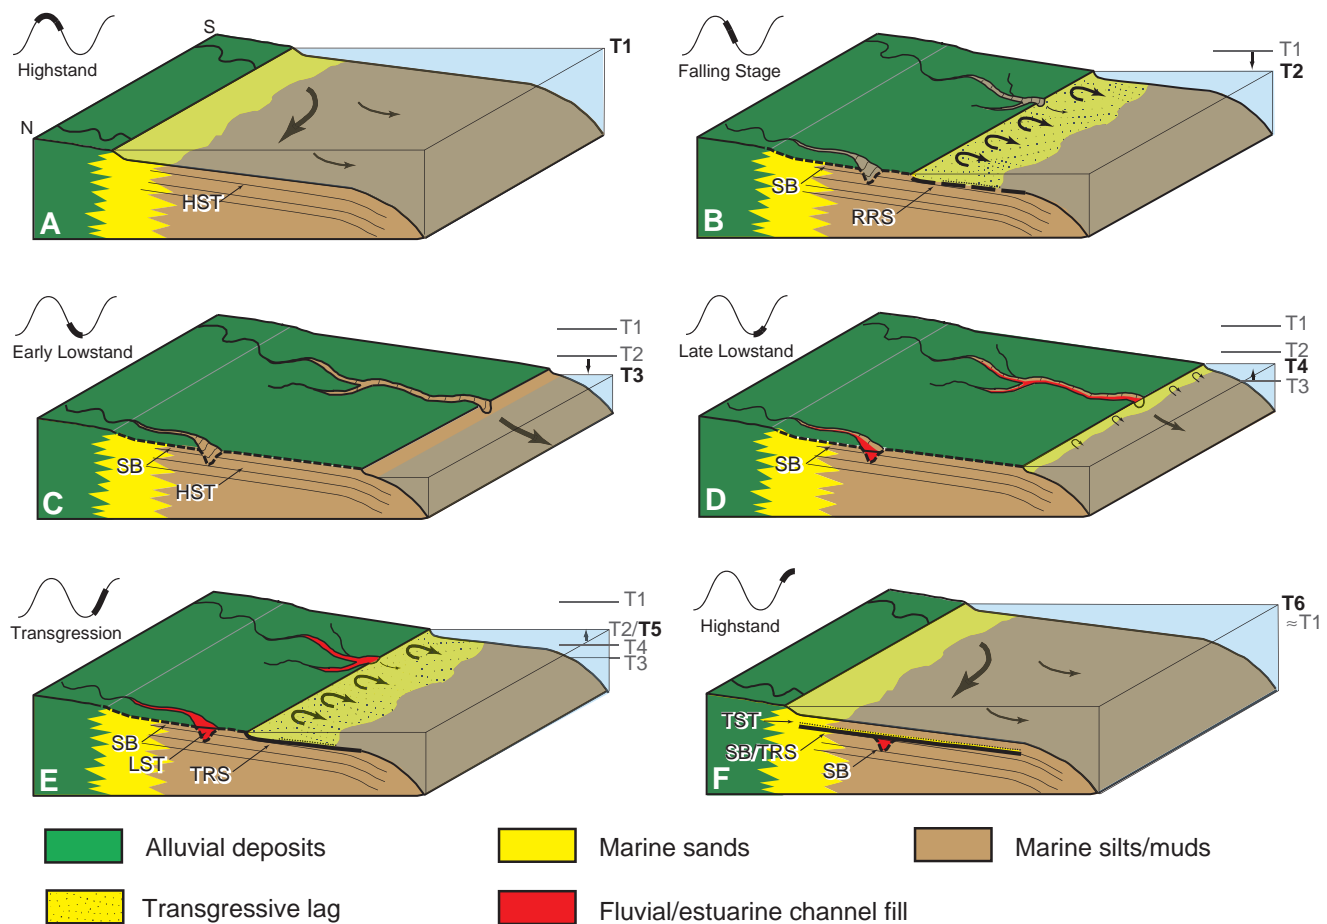 Highstand
S
N
T1
HST
A
Falling Stage
T1
T2
SB
RRS
B
Early Lowstand
T1
T2
T3
SB
HST
C
Late Lowstand
T1
T2
T4
T3
SB
D
Transgression
T1
T2/T5
T4
T3
SB
LST
TRS
E
Highstand
T6
≈T1
TST
SB/TRS
SB
F
Alluvial deposits
Marine sands
Marine silts/muds
Transgressive lag
Fluvial/estuarine channel fill